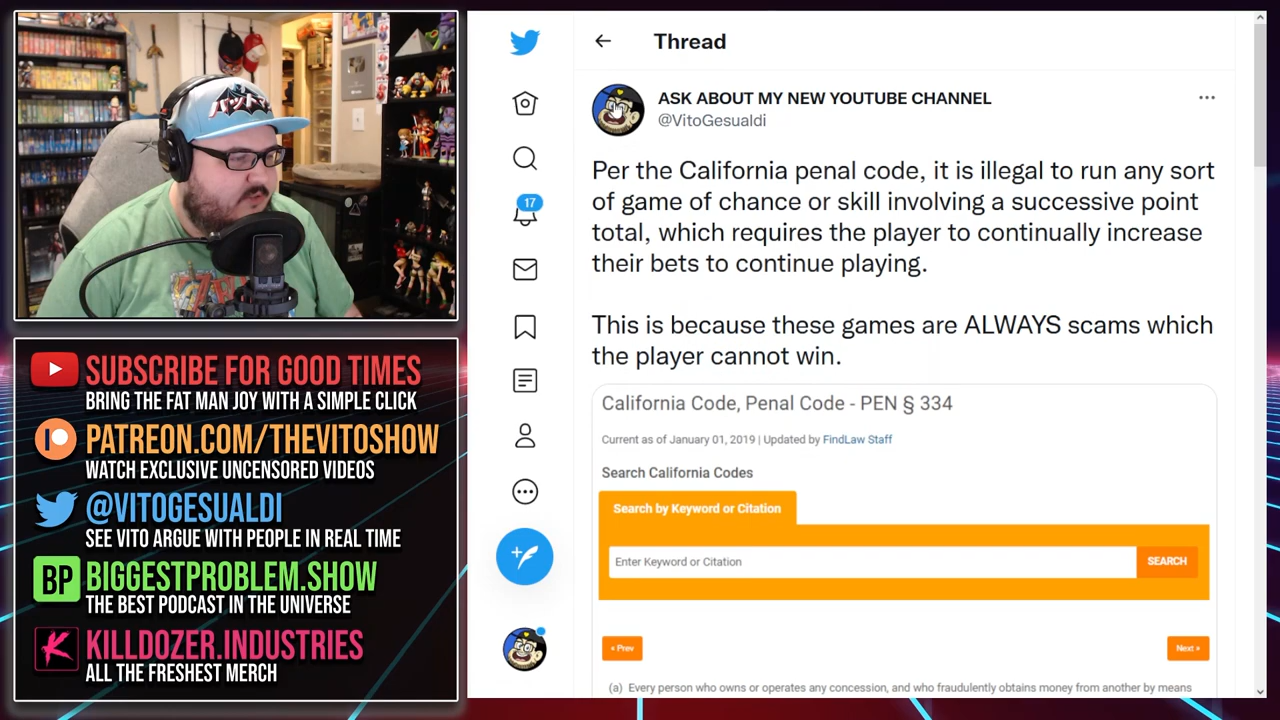 SUBSCRIBE FOR GOOD TIMES
BRING THE FAT MAN JOY WITH A SIMPLE CLICK
PATREON.COM/THEVITOSHOW
WATCH EXCLUSIVE UNCENSORED VIDEOS
@VITOGESUALDI
SEE VITO ARGUE WITH PEOPLE IN REAL TIME
BP
BIGGESTPROBLEM.SHOW
THE BEST PODCAST IN THE UNIVERSE
K
KILLDOZER.INDUSTRIES
ALL THE FRESHEST MERCH
17
Thread
ASK ABOUT MY NEW YOUTUBE CHANNEL
@VitoGesualdi
Per the California penal code, it is illegal to run any sort
of game of chance or skill involving a successive point
total, which requires the player to continually increase
their bets to continue playing.
This is because these games are ALWAYS scams which
the player cannot win.
California Code, Penal Code - PEN § 334
Current as of January 01, 2019 | Updated by FindLaw Staff
Search California Codes
Search by Keyword or Citation
Enter Keyword or Citation
SEARCH
« Prev
Next »
(a) Every person who owns or operates any concession, and who fraudulently obtains money from another by means